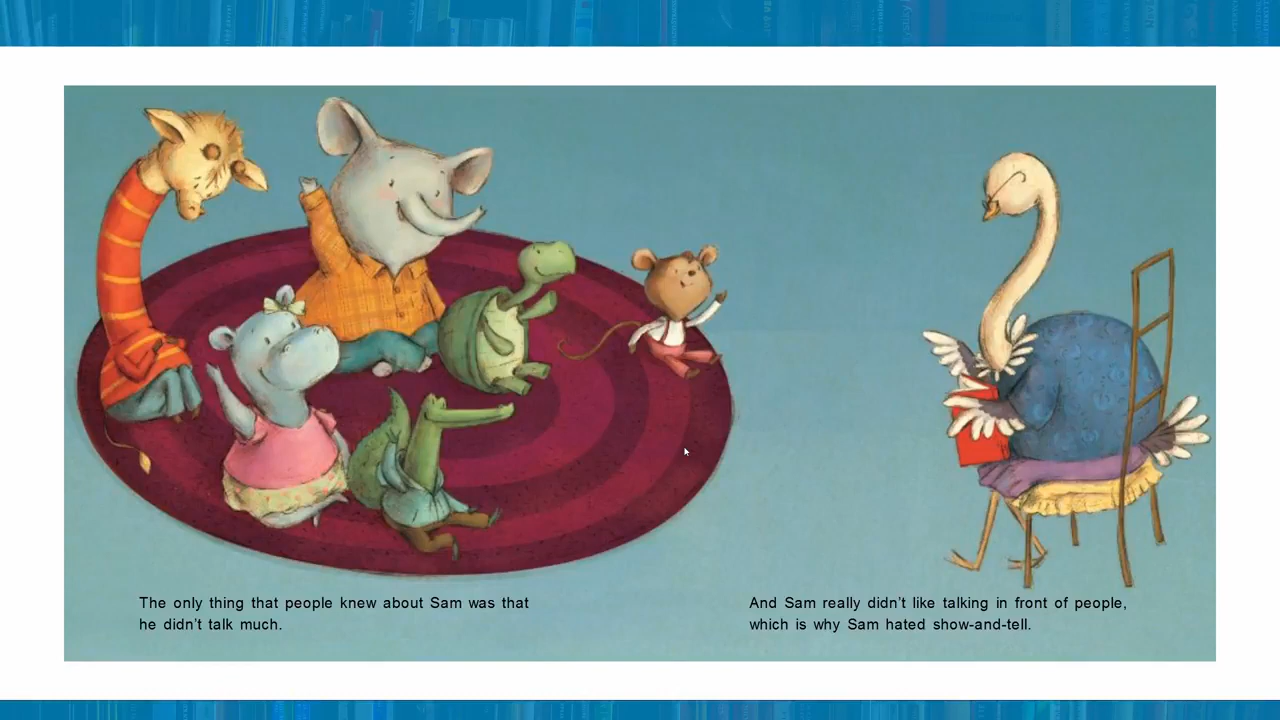 The only thing that people knew about Sam was that
he didn’t talk much.
And Sam really didn’t like talking in front of people,
which is why Sam hated show-and-tell.